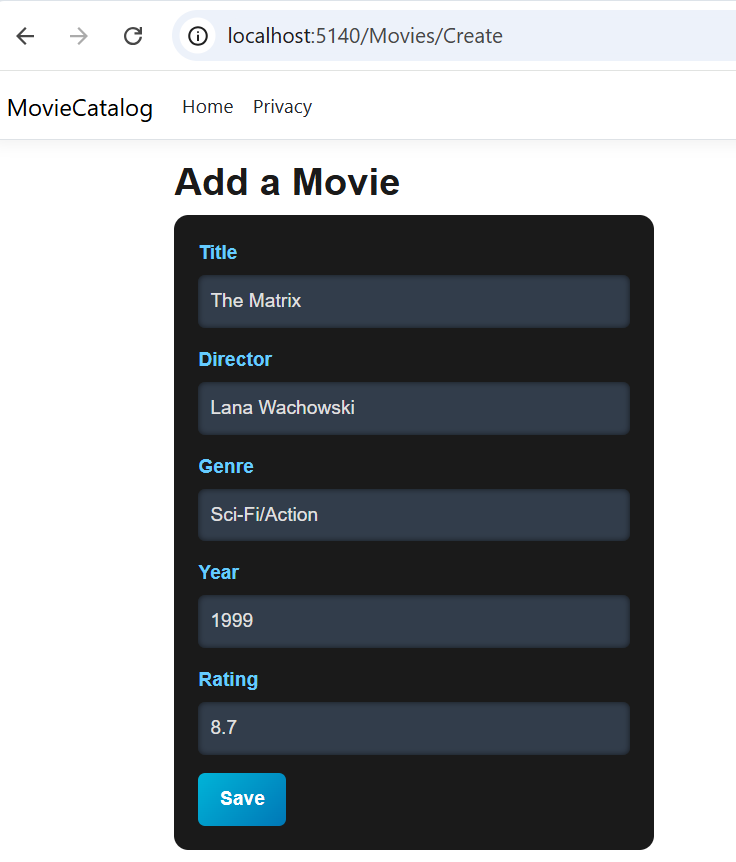 localhost:5140/Movies/Create
MovieCatalog Home Privacy
Add a Movie
Title
The Matrix
Director
Lana Wachowski
Genre
Sci-Fi/Action
Year
1999
Rating
8.7
Save